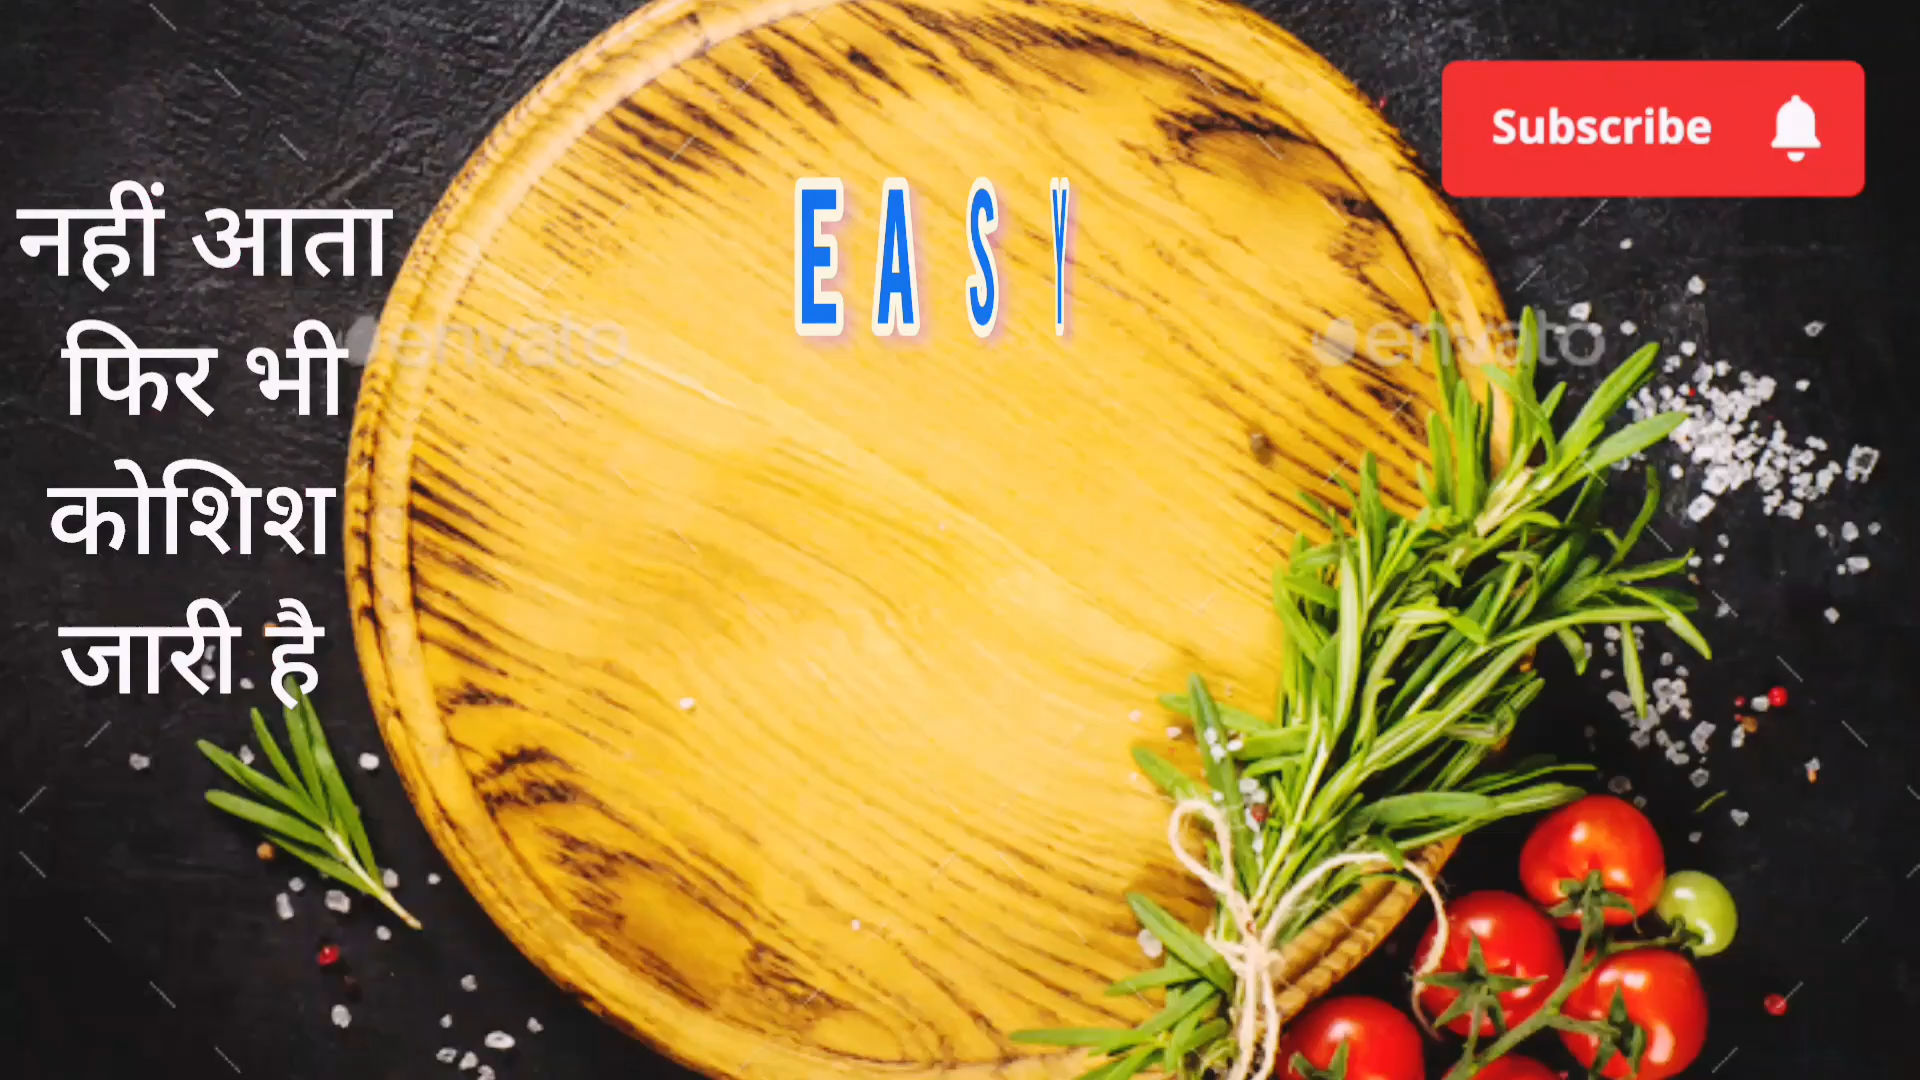 Subscribe
EASY
नहीं आता
फिर भी
कोशिश
जारी है
envato
envato